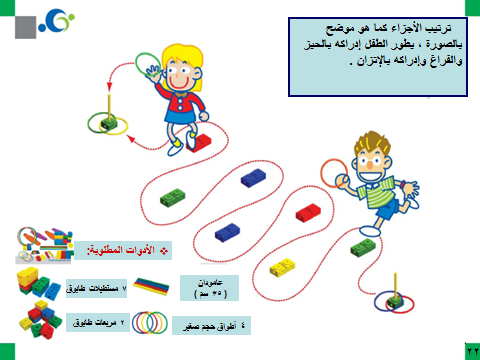 ترتيب الأجزاء كما هو موضح
بالصورة ، يطور الطفل إدراكه بالحيز
والفراغ وإدراكه بالإتزان .
الأدوات المطلوبة:
عامودان
( ٣٥ سم )
٧ مستطيلات طابوق
٤ أطواق حجم صغير
٢ مربعات طابوق
٢٢